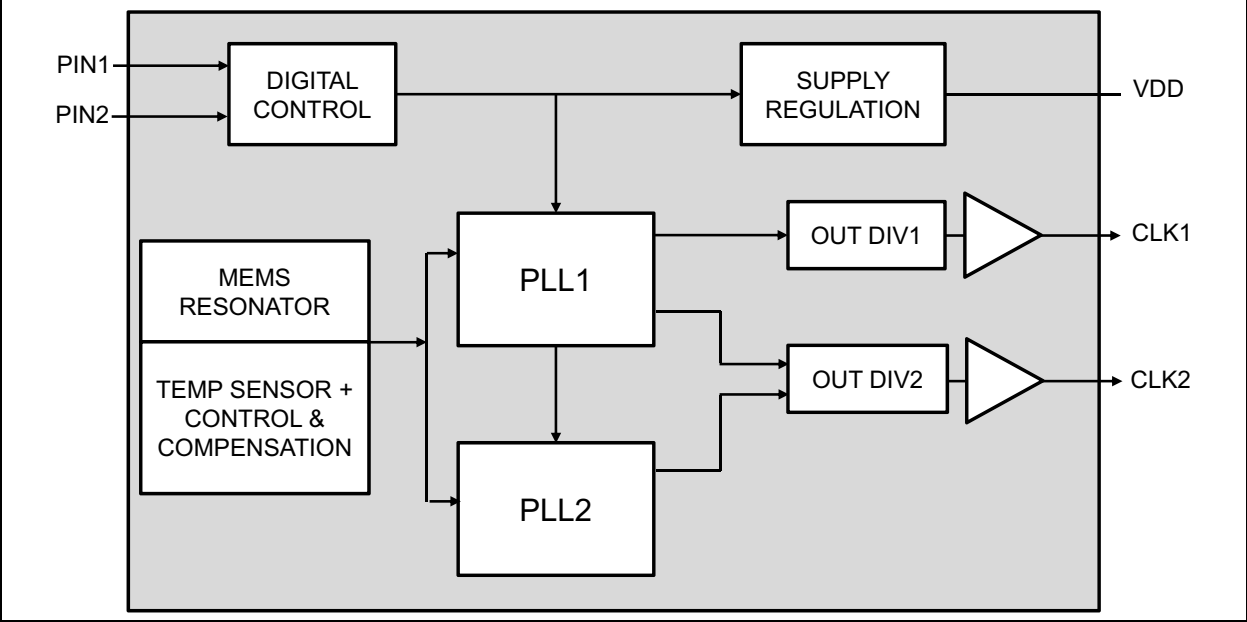 PIN1
PIN2
DIGITAL
CONTROL
SUPPLY
REGULATION
VDD
MEMS
RESONATOR
TEMP SENSOR +
CONTROL &
COMPENSATION
PLL1
PLL2
OUT DIV1
CLK1
OUT DIV2
CLK2